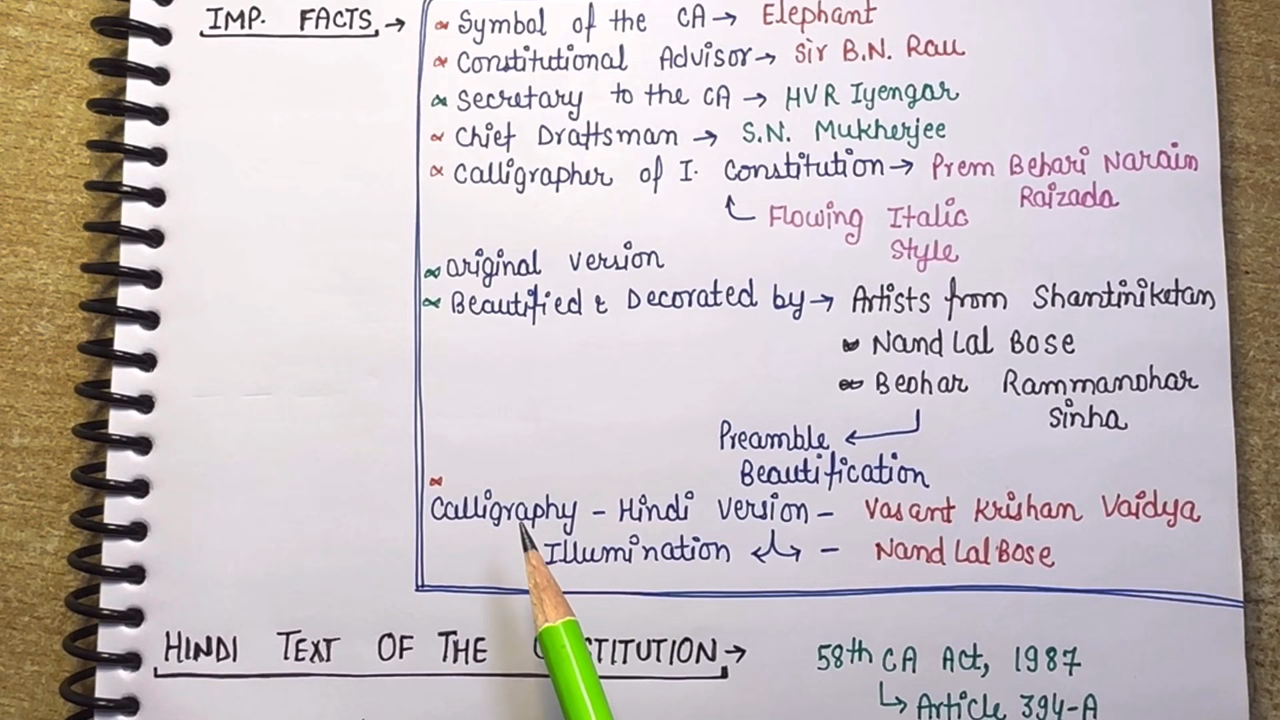 IMP. FACTS →
Symbol of the CA → Elephant
Constitutional Advisor → Sir B.N. Rau
Secretary to the CA → HVR Iyengar
Chief Draftsman → S.N. Mukherjee
Calligrapher of I. Constitution → Prem Behari Narain
Raizada
Flowing Italic
Style
Original Version
Beautified & Decorated by → Artists from Shantiniketan
Nand Lal Bose
Beohar Rammanohar
Sinha
Preamble ←
Beautification
Calligraphy - Hindi Version - Vasant Krishan Vaidya
Illumination - Nand Lal Bose
HINDI TEXT OF THE →
58th CA Act, 1987
↳ Article 394-A